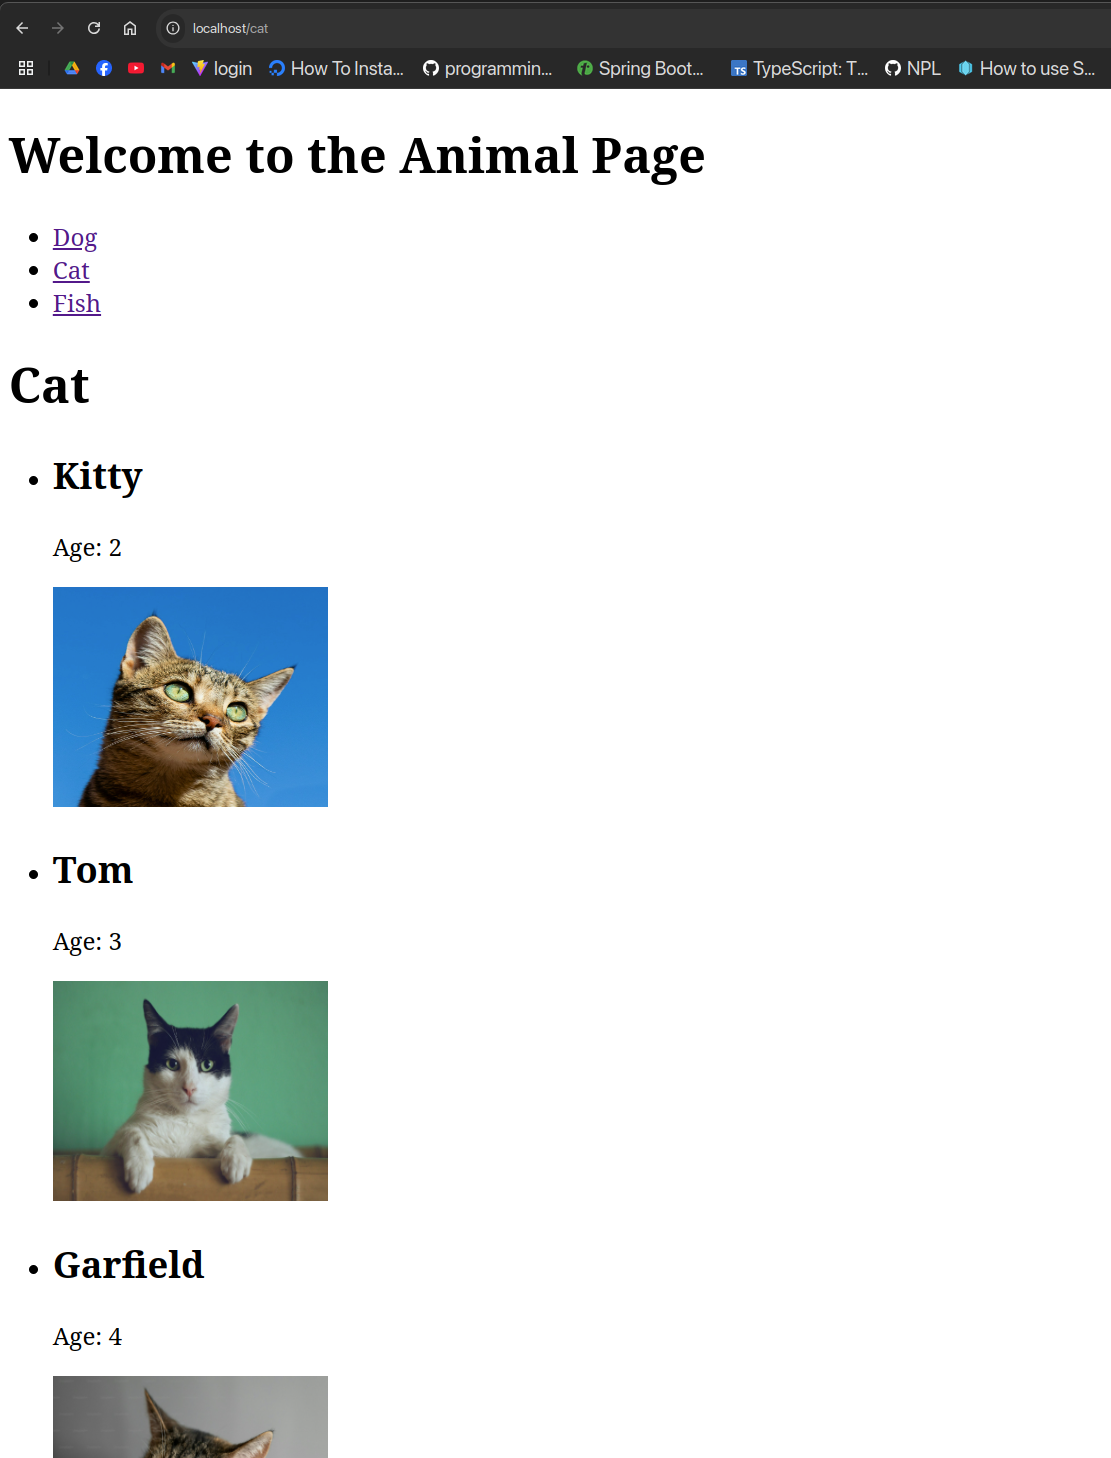 localhost/cat
login How To Insta... programmin... Spring Boot... TypeScript: T... NPL How to use S...
Welcome to the Animal Page
Dog
Cat
Fish
Cat
Kitty
Age: 2
Tom
Age: 3
Garfield
Age: 4